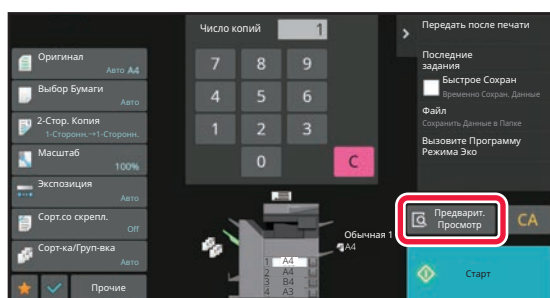 Оригинал
Авто A4
Выбор Бумаги
Авто
2-Стор. Копия
1-Сторонн.→1-Сторонн.
Масштаб
100%
Экспозиция
Авто
Сорт.со скрепл.
Off
Сорт-ка/Груп-вка
Авто
Прочие
Число копий
1
7 8 9
4 5 6
1 2 3
0 C
Обычная 1
A4
1 A4
2 A4
3 B4
4 A3
Передать после печати
Последние
задания
Быстрое Сохран
Временно Сохран. Данные
Файл
Сохранить Данные в Папке
Вызовите Программу
Режима Эко
Предварит.
Просмотр
CA
Старт